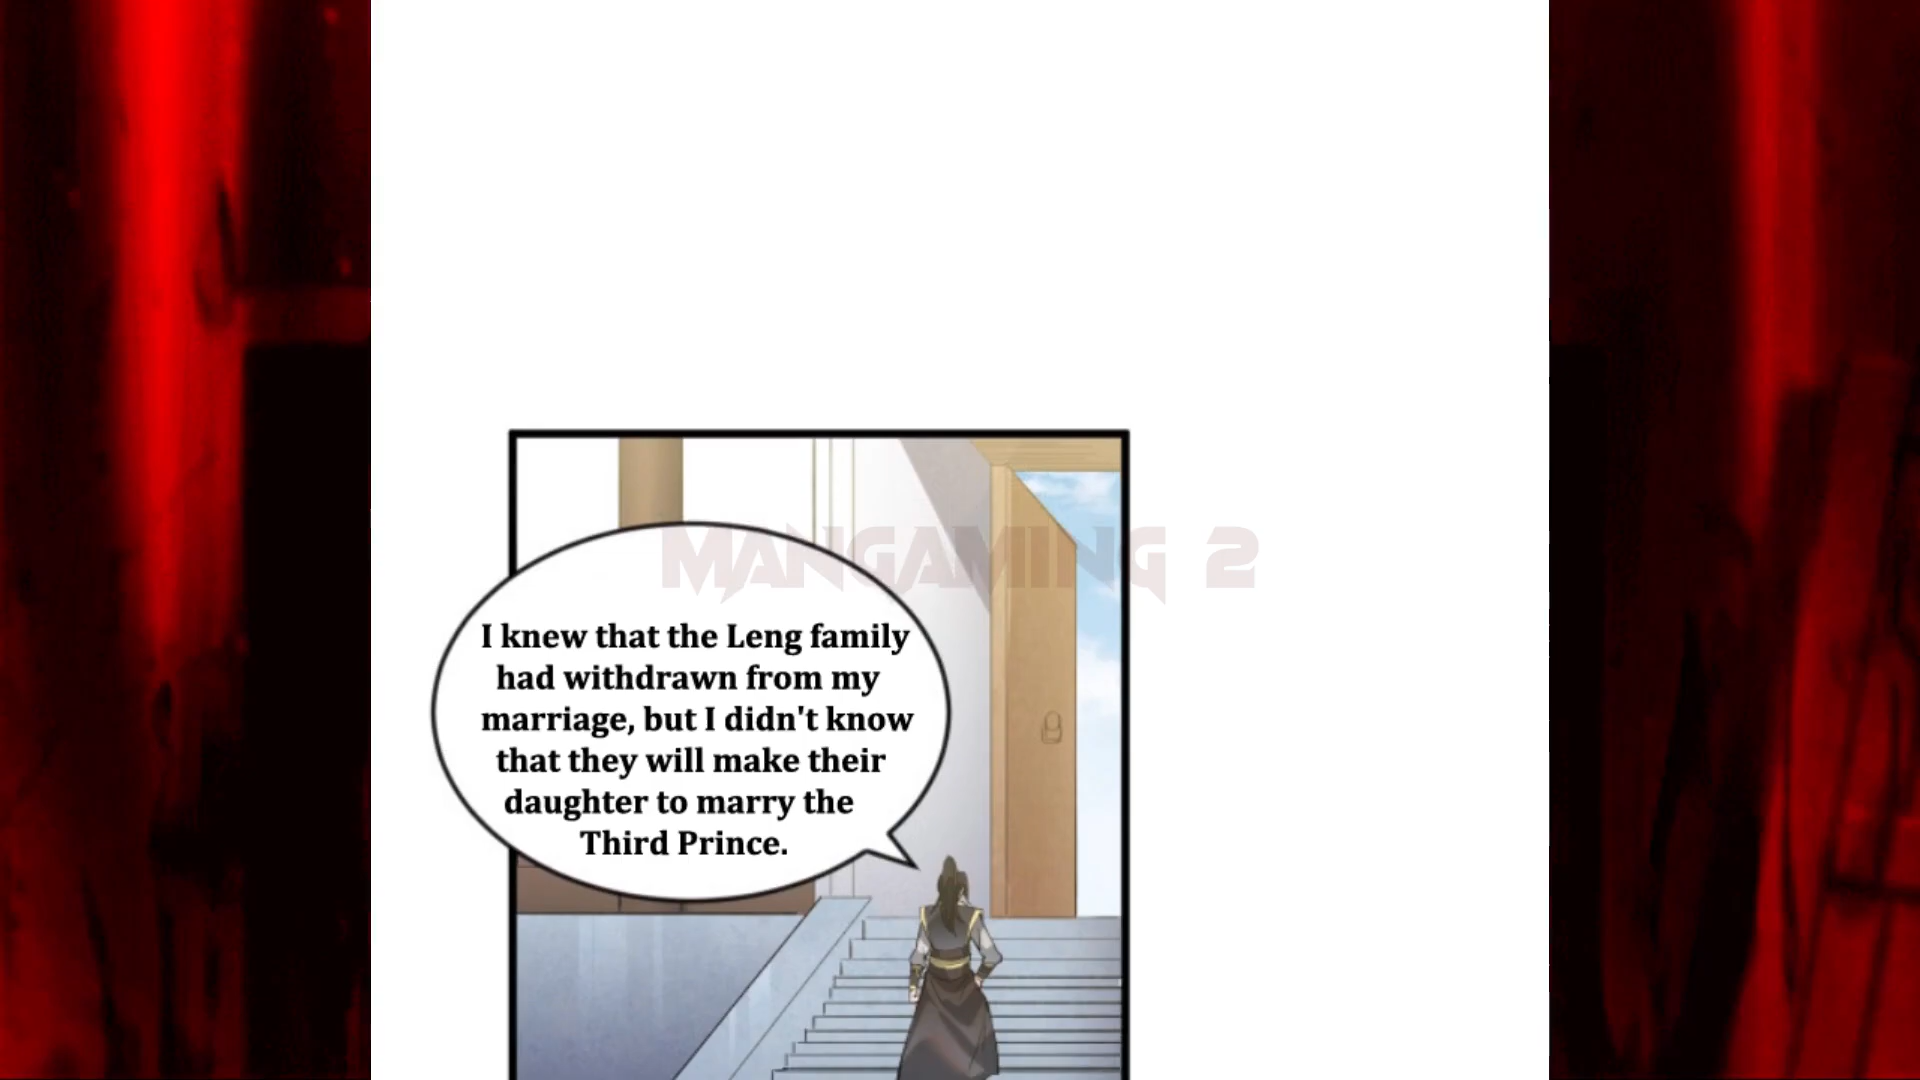 MANGAMING 2
I knew that the Leng family
had withdrawn from my
marriage, but I didn't know
that they will make their
daughter to marry the
Third Prince.